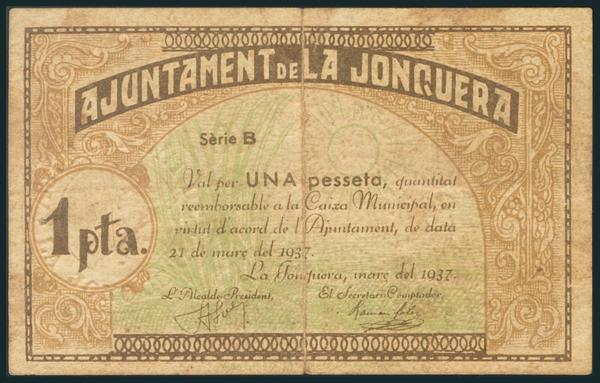 AJUNTAMENT DE LA JONQUERA
Sèrie B
Val per UNA pesseta, quantitat
reemborsable a la Caixa Municipal, en
virtut d'acord de l'Ajuntament, de data
21 de març del 1937.
1 pta.
La Jonquera, març del 1937.
L'Alcalde-President, El Secretari-Comptador,